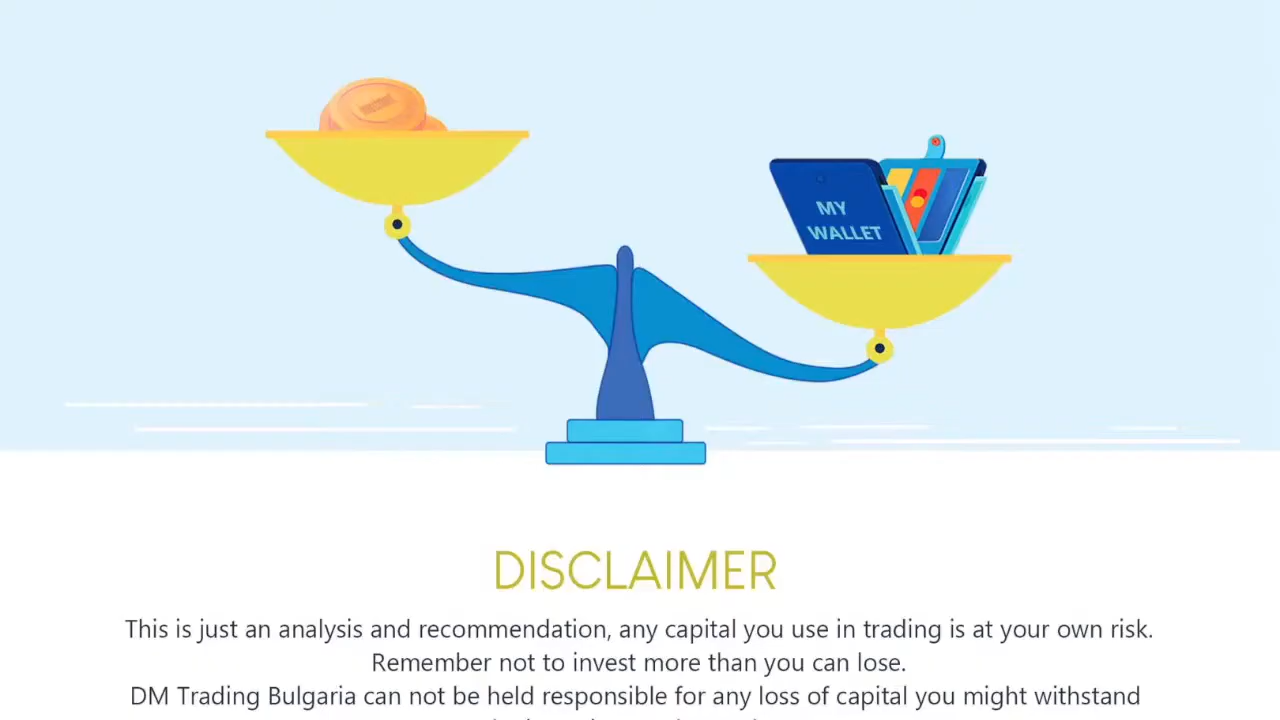 MY
WALLET
DISCLAIMER
This is just an analysis and recommendation, any capital you use in trading is at your own risk.
Remember not to invest more than you can lose.
DM Trading Bulgaria can not be held responsible for any loss of capital you might withstand